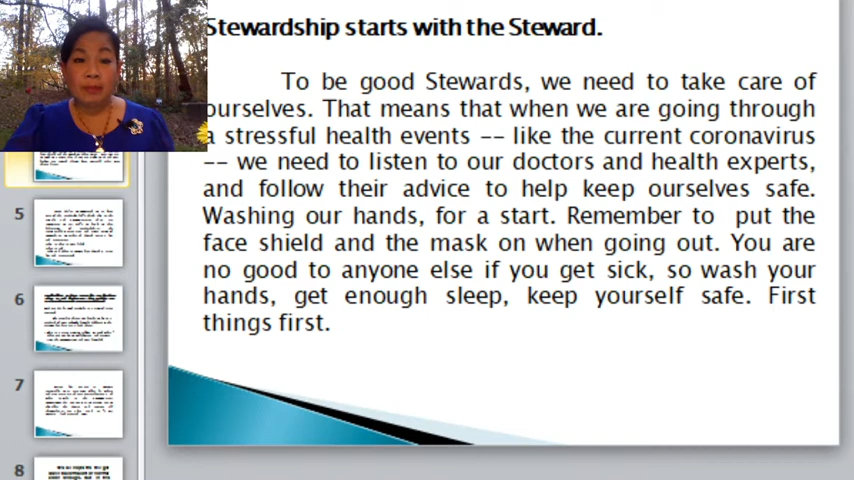 Stewardship starts with the Steward.
To be good Stewards, we need to take care of
ourselves. That means that when we are going through
a stressful health events -- like the current coronavirus
-- we need to listen to our doctors and health experts,
and follow their advice to help keep ourselves safe.
Washing our hands, for a start. Remember to put the
face shield and the mask on when going out. You are
no good to anyone else if you get sick, so wash your
hands, get enough sleep, keep yourself safe. First
things first.
5
6
7
8